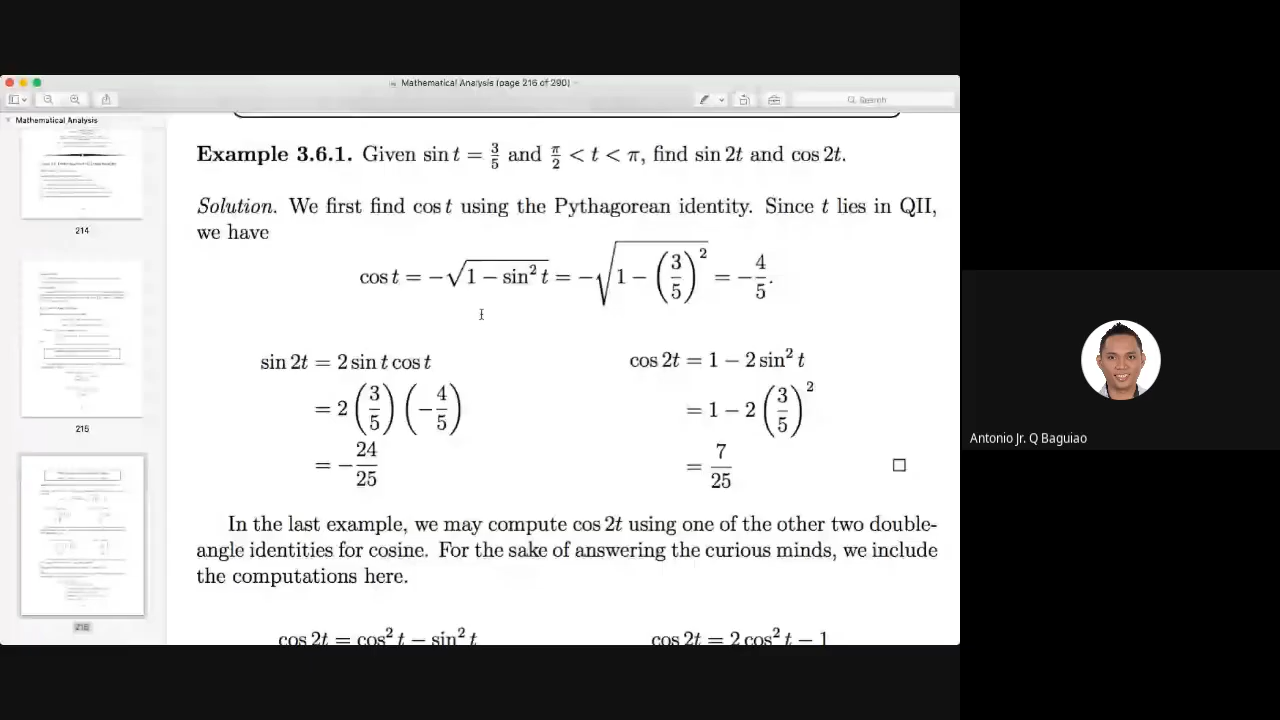 Mathematical Analysis (page 216 of 290)
Search
Mathematical Analysis
214
215
216
Example 3.6.1. Given sin t = 3/5 and π/2 < t < π, find sin 2t and cos 2t.
Solution. We first find cos t using the Pythagorean identity. Since t lies in QII,
we have
cos t = −√(1 − sin² t) = −√(1 − (3/5)²) = −4/5.
sin 2t = 2 sin t cos t
= 2 (3/5) (−4/5)
= −24/25
cos 2t = 1 − 2 sin² t
= 1 − 2 (3/5)²
= 7/25
□
In the last example, we may compute cos 2t using one of the other two double-
angle identities for cosine. For the sake of answering the curious minds, we include
the computations here.
cos 2t = cos² t − sin² t
cos 2t = 2 cos² t − 1
Antonio Jr. Q Baguiao